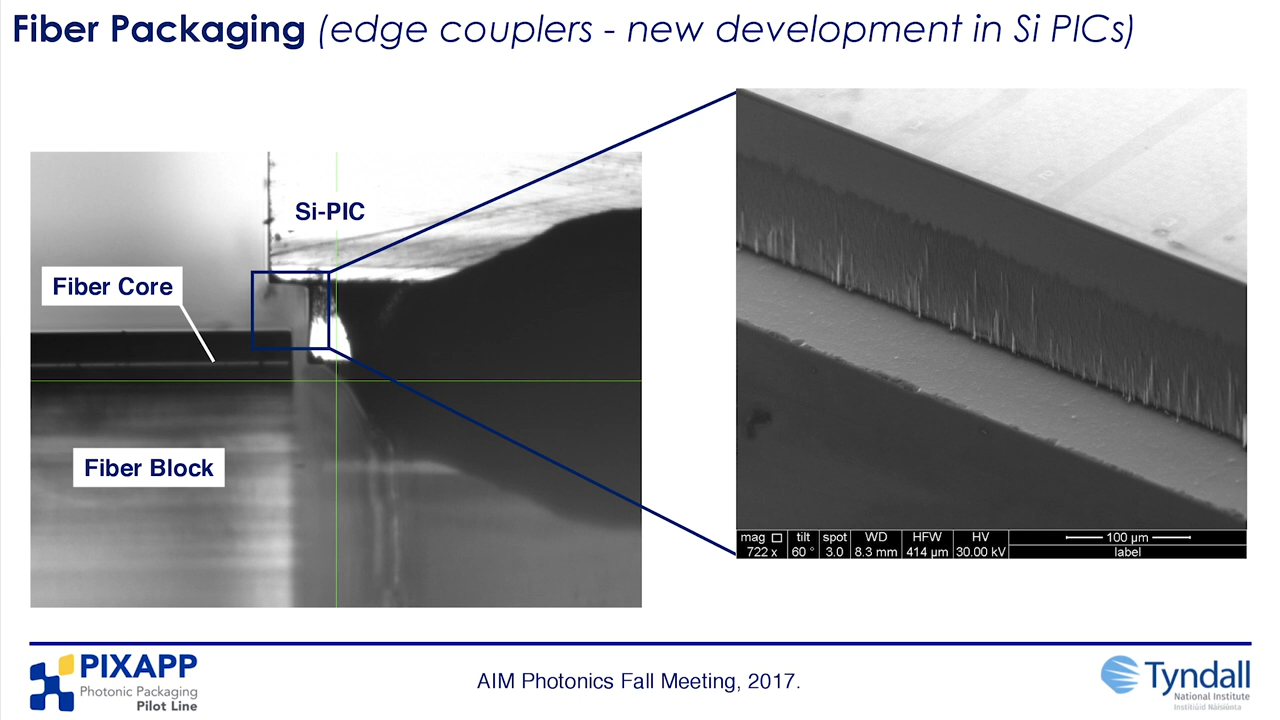 Fiber Packaging (edge couplers - new development in Si PICs)
Si-PIC
Fiber Core
Fiber Block
mag tilt spot WD HFW HV 100 µm
722 x 60 ° 3.0 8.3 mm 414 µm 30.00 kV label
PIXAPP
Photonic Packaging
Pilot Line
AIM Photonics Fall Meeting, 2017.
Tyndall
National Institute
Institiúid Náisiúnta